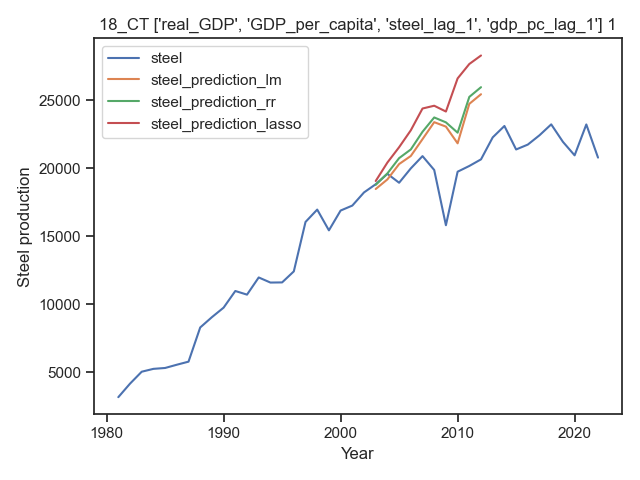 18_CT ['real_GDP', 'GDP_per_capita', 'steel_lag_1', 'gdp_pc_lag_1'] 1
steel
steel_prediction_lm
steel_prediction_rr
steel_prediction_lasso
Steel production
25000
20000
15000
10000
5000
1980 1990 2000 2010 2020
Year